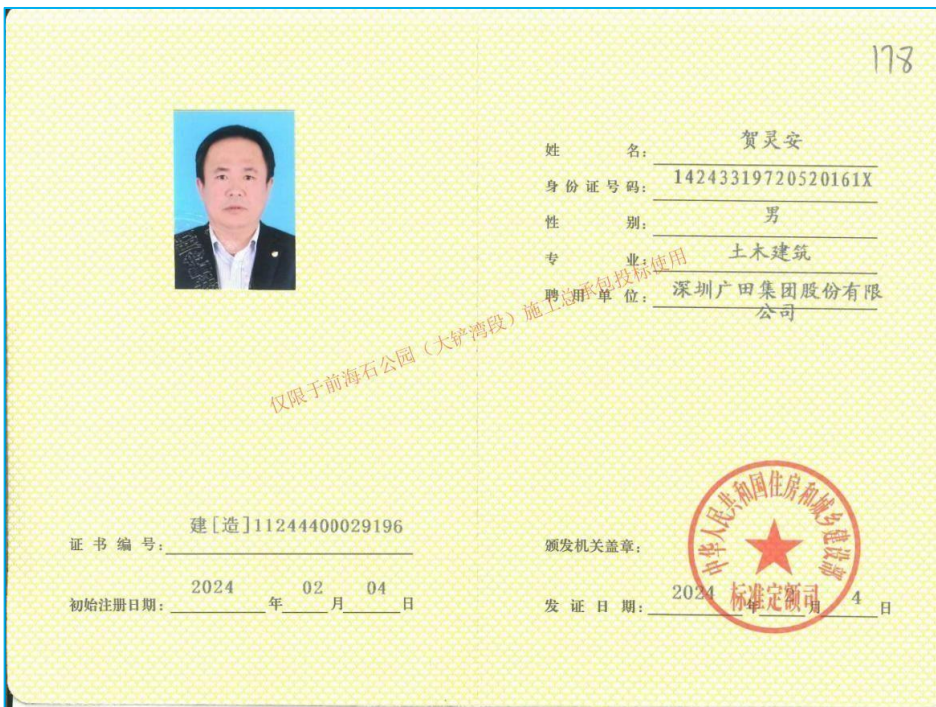 178
姓 名: 贺灵安
身份证号码: 14243319720520161X
性 别: 男
专 业: 土木建筑
聘用单位: 深圳广田集团股份有限
公司
仅限于前海石公园（大铲湾段）施工总承包投标使用
证书编号: 建[造]11244400029196
初始注册日期: 2024 年 02 月 04 日
颁发机关盖章:
中华人民共和国住房和城乡建设部
标准定额司
发证日期: 2024 年 2 月 4 日